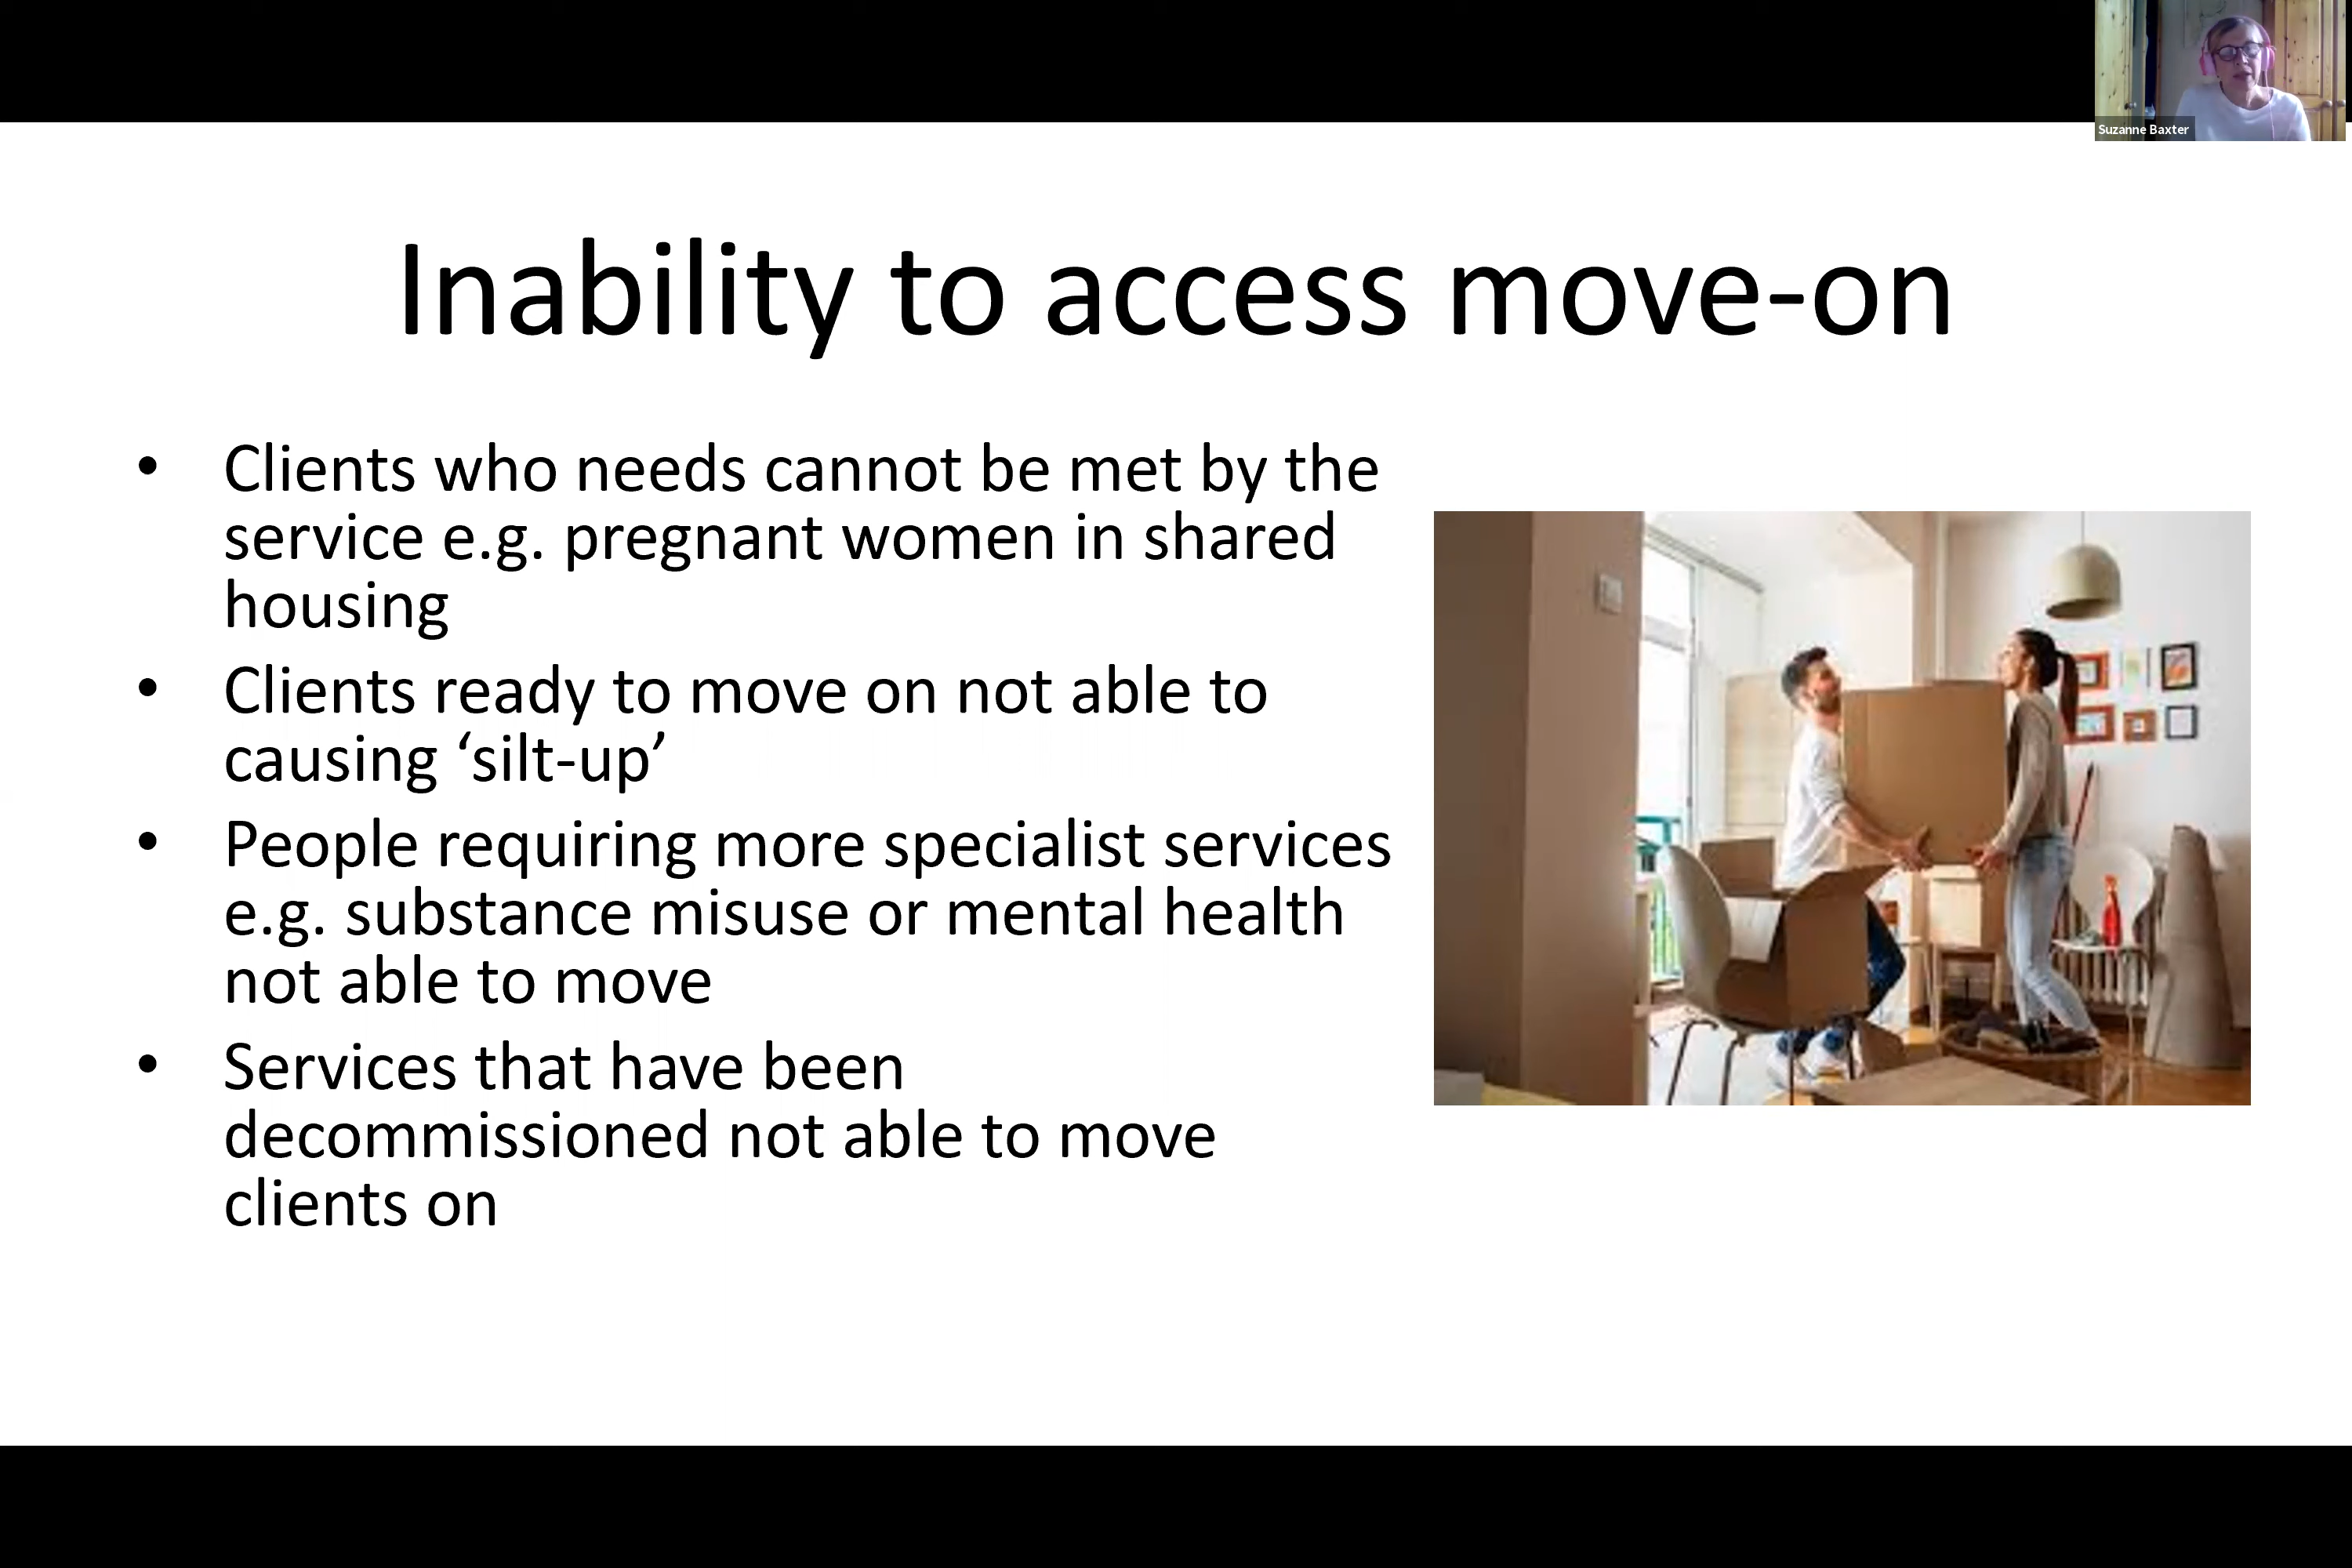 Suzanne Baxter
Inability to access move-on
• Clients who needs cannot be met by the
service e.g. pregnant women in shared
housing
• Clients ready to move on not able to
causing ‘silt-up’
• People requiring more specialist services
e.g. substance misuse or mental health
not able to move
• Services that have been
decommissioned not able to move
clients on